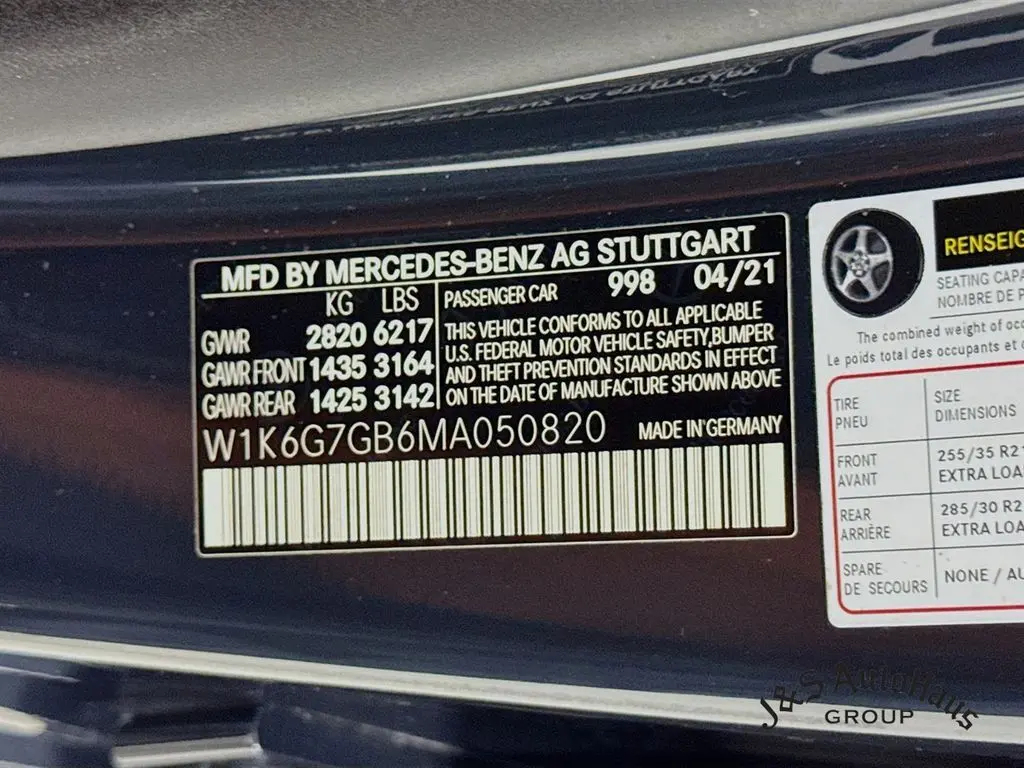 MFD BY MERCEDES-BENZ AG STUTTGART
KG LBS
PASSENGER CAR 998 04/21
GVWR 2820 6217
GAWR FRONT 1435 3164
GAWR REAR 1425 3142
THIS VEHICLE CONFORMS TO ALL APPLICABLE
U.S. FEDERAL MOTOR VEHICLE SAFETY,BUMPER
AND THEFT PREVENTION STANDARDS IN EFFECT
ON THE DATE OF MANUFACTURE SHOWN ABOVE
W1K6G7GB6MA050820
MADE IN GERMANY
RENSEIG
SEATING CAPA
NOMBRE DE P
The combined weight of occ
Le poids total des occupants et
TIRE
PNEU
SIZE
DIMENSIONS
FRONT
AVANT
255/35 R2
EXTRA LOA
REAR
ARRIÈRE
285/30 R2
EXTRA LOA
SPARE
DE SECOURS
NONE / AU
J&S AutoHaus
GROUP